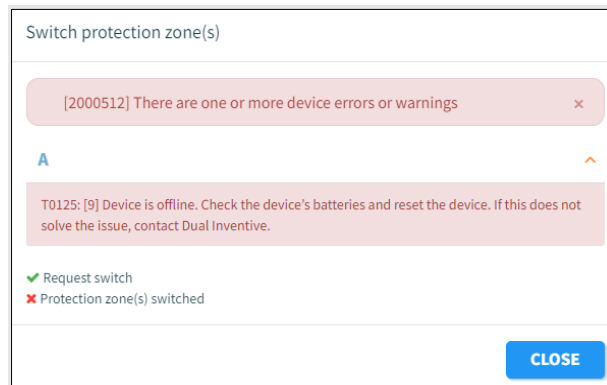 Switch protection zone(s)
[2000512] There are one or more device errors or warnings ×
A
T0125: [9] Device is offline. Check the device's batteries and reset the device. If this does not
solve the issue, contact Dual Inventive.
✔ Request switch
✖ Protection zone(s) switched
CLOSE